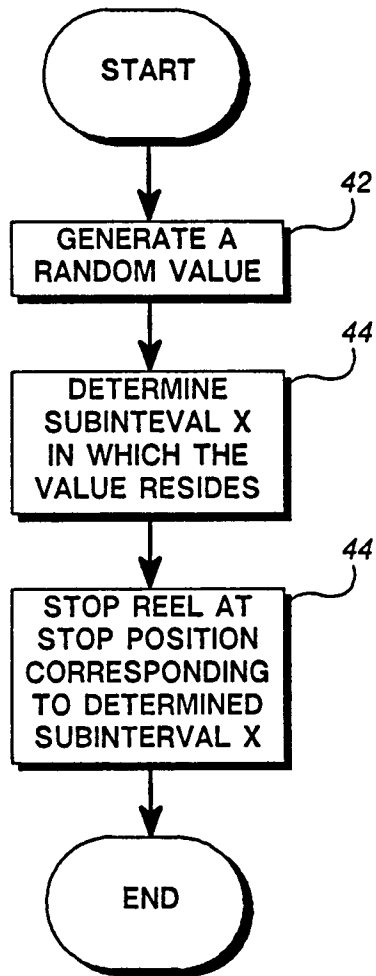 START
42
GENERATE A
RANDOM VALUE
44
DETERMINE
SUBINTEVAL X
IN WHICH THE
VALUE RESIDES
44
STOP REEL AT
STOP POSITION
CORRESPONDING
TO DETERMINED
SUBINTERVAL X
END